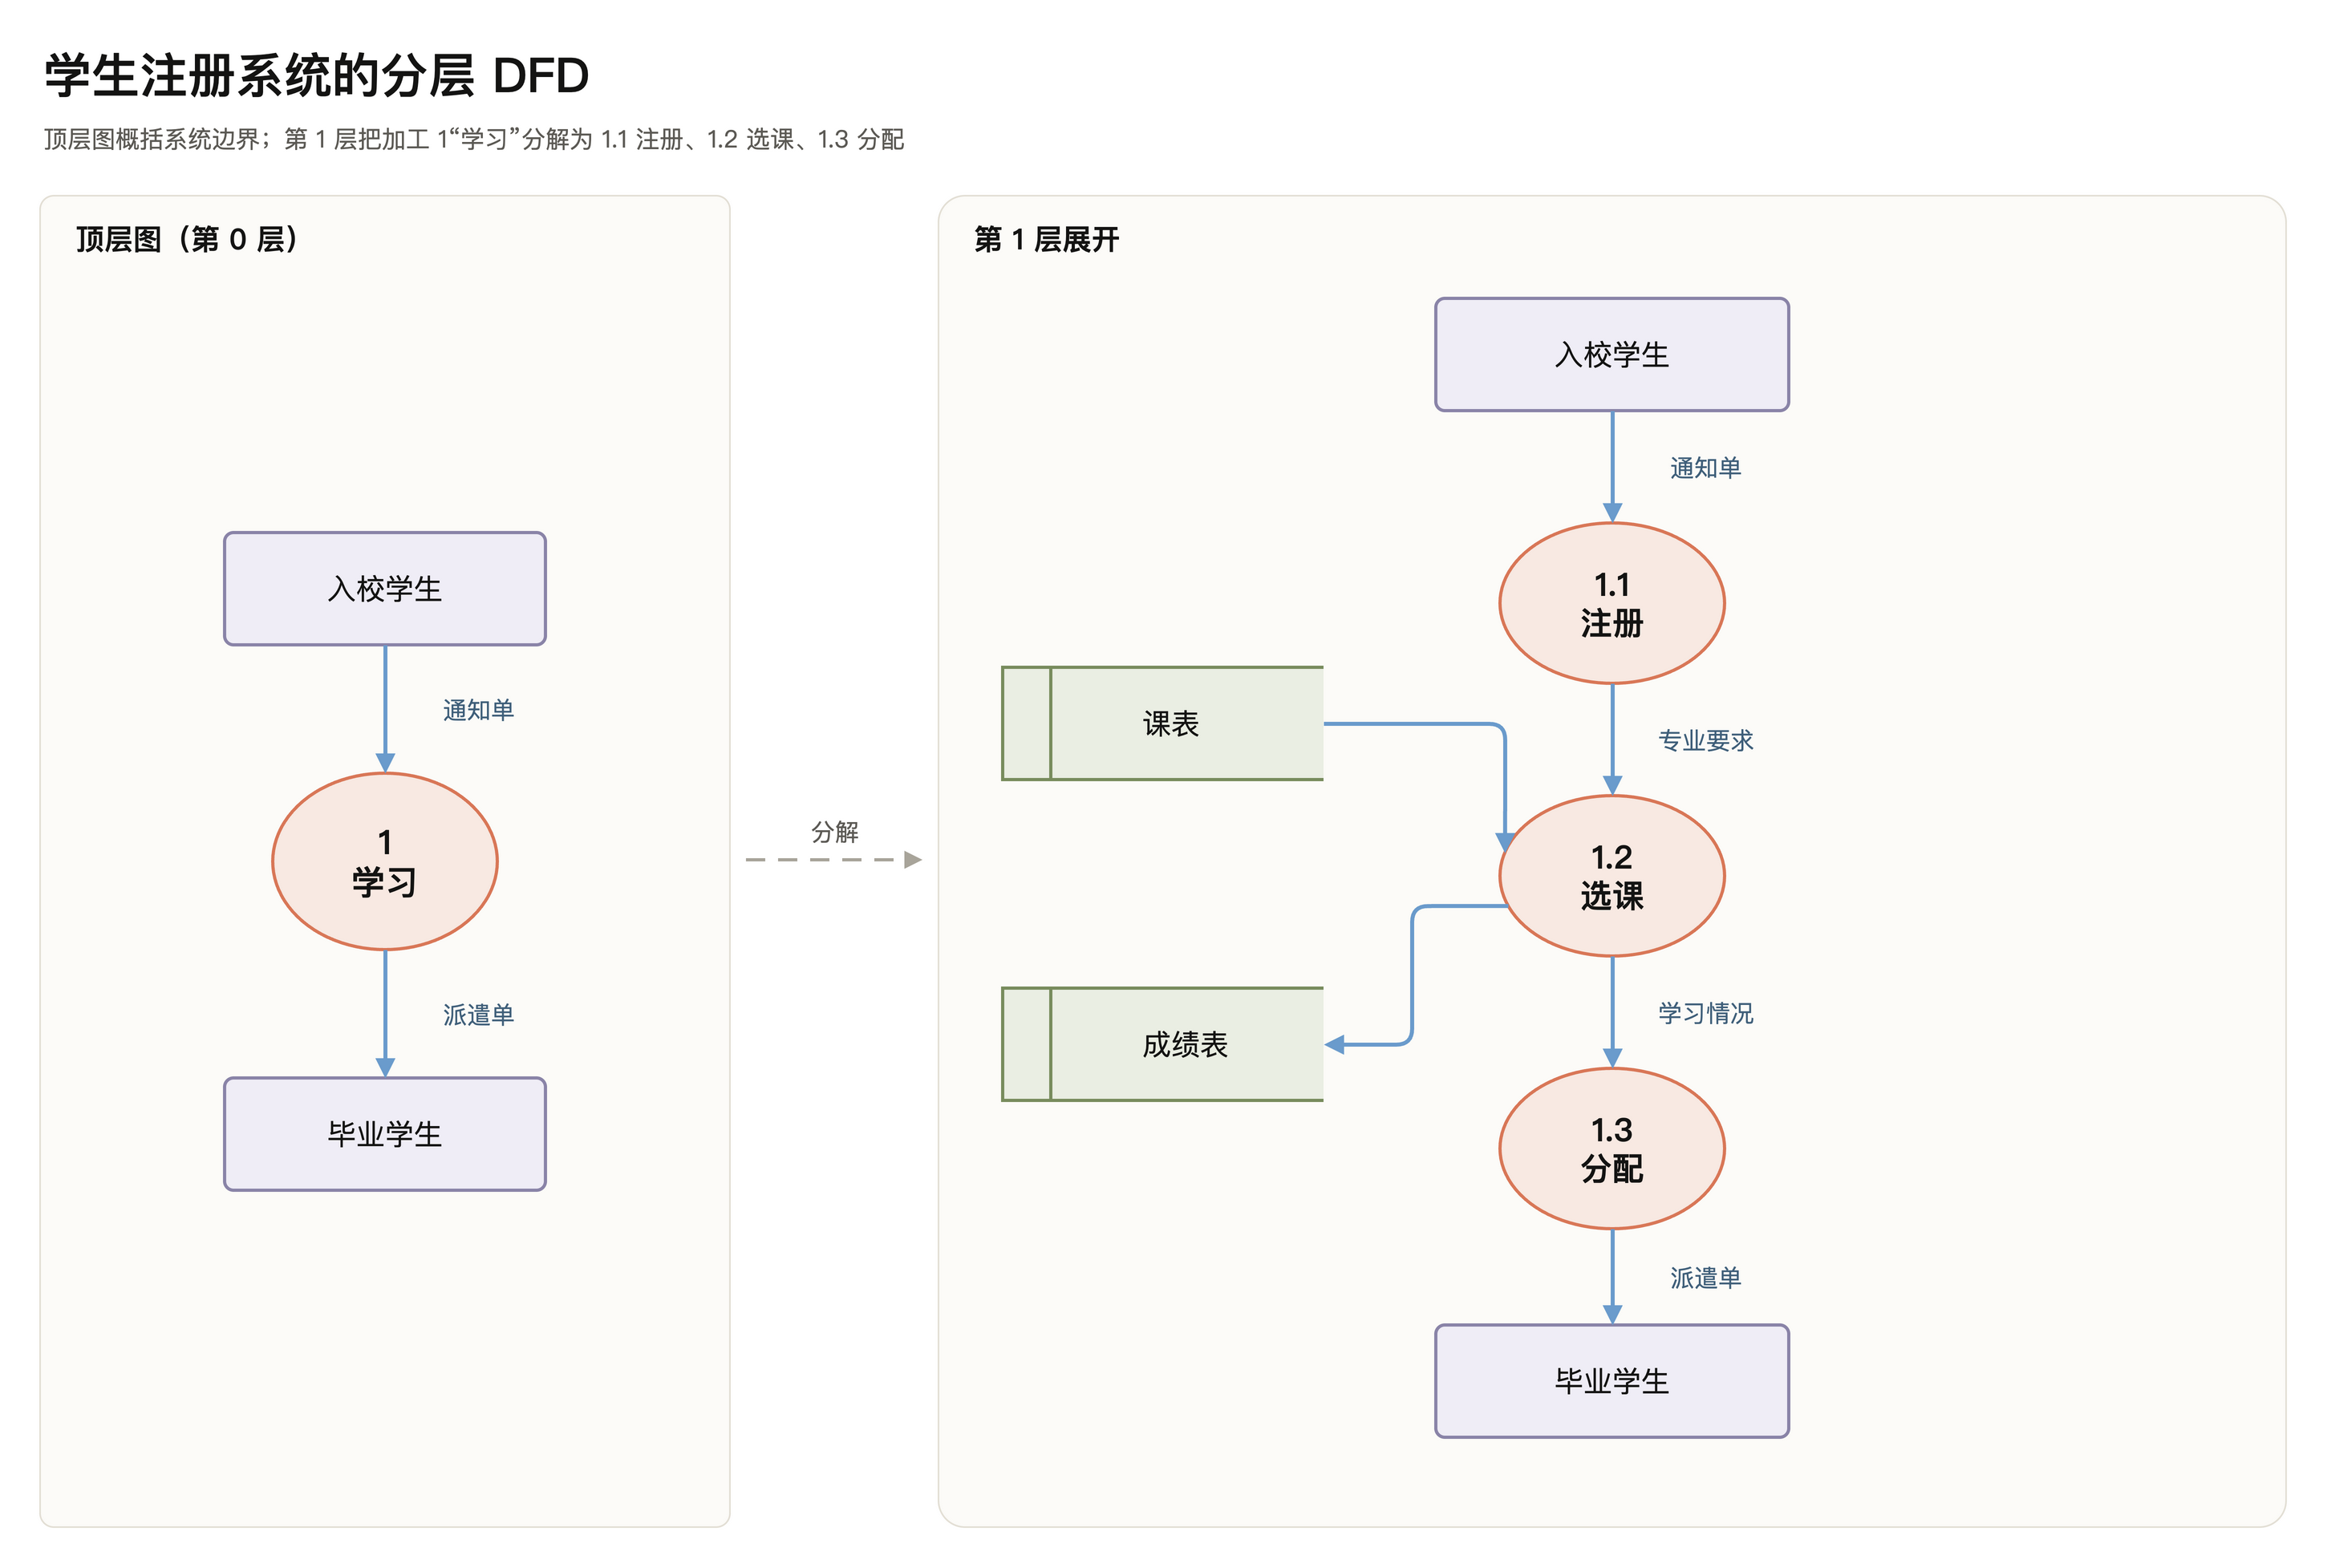 学生注册系统的分层 DFD
顶层图概括系统边界；第 1 层把加工 1“学习”分解为 1.1 注册、1.2 选课、1.3 分配
顶层图（第 0 层）
入校学生
通知单
1
学习
派遣单
毕业学生
分解
第 1 层展开
入校学生
通知单
1.1
注册
课表
专业要求
1.2
选课
成绩表
学习情况
1.3
分配
派遣单
毕业学生